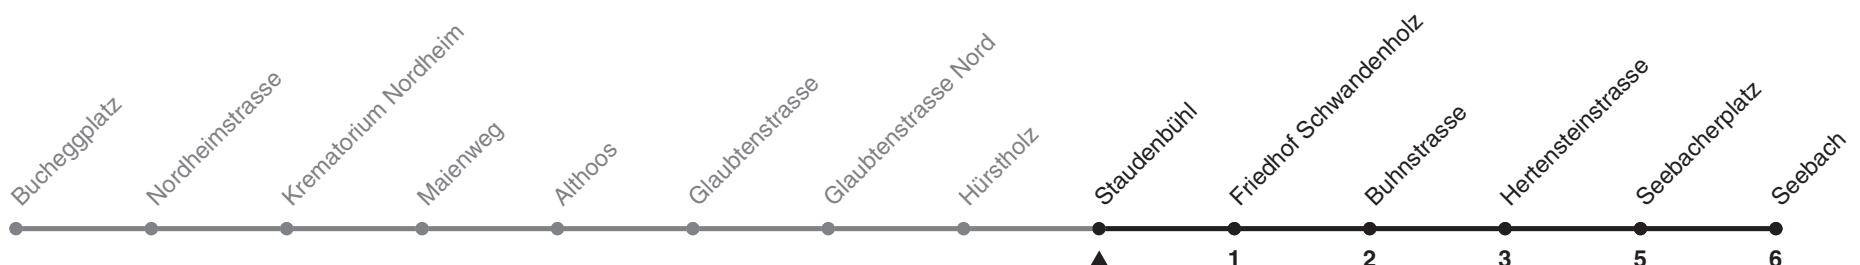 Bucheggplatz
Nordheimstrasse
Krematorium Nordheim
Maienweg
Althoos
Glaubtenstrasse
Glaubtenstrasse Nord
Hürstholz
Staudenbühl
Friedhof Schwandenholz
Buhnstrasse
Hertensteinstrasse
Seebacherplatz
Seebach
1 2 3 5 6